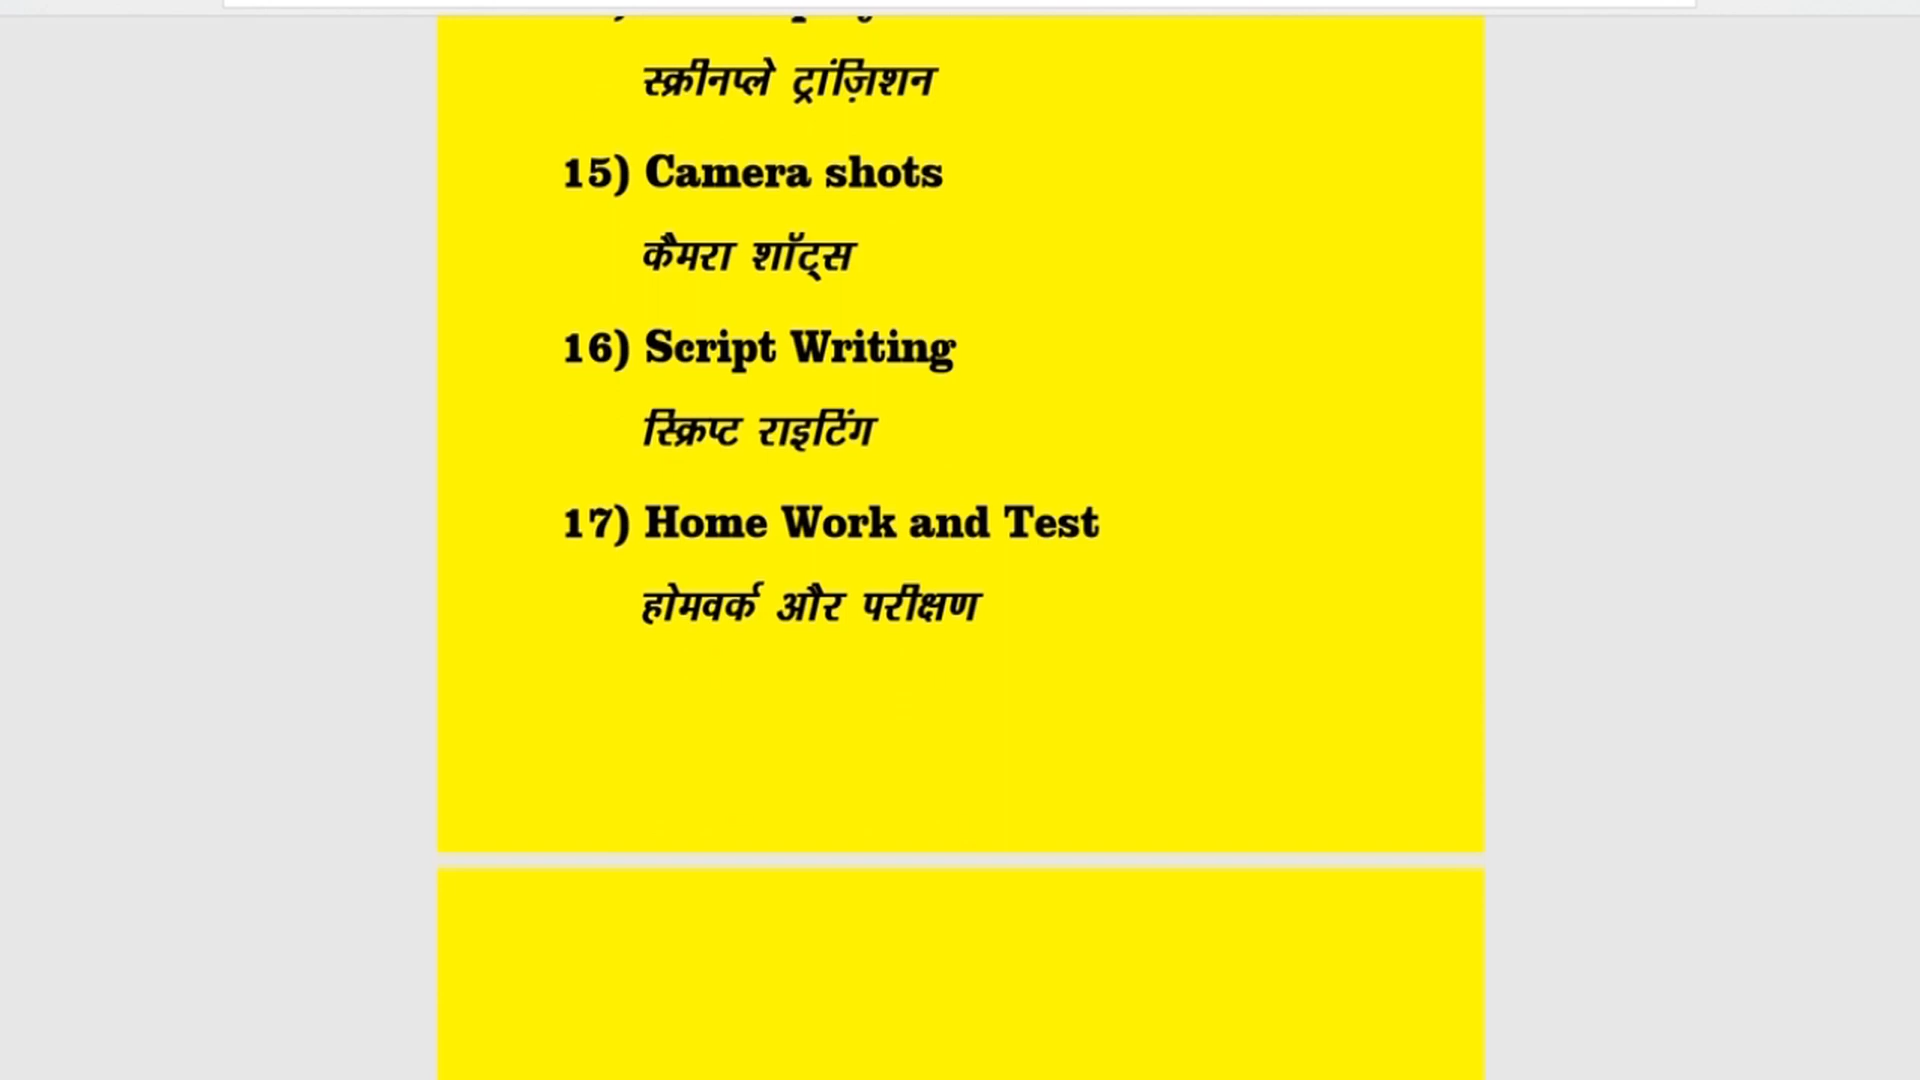 स्क्रीनप्ले ट्रांज़िशन
15) Camera shots
कैमरा शॉट्स
16) Script Writing
स्क्रिप्ट राइटिंग
17) Home Work and Test
होमवर्क और परीक्षण